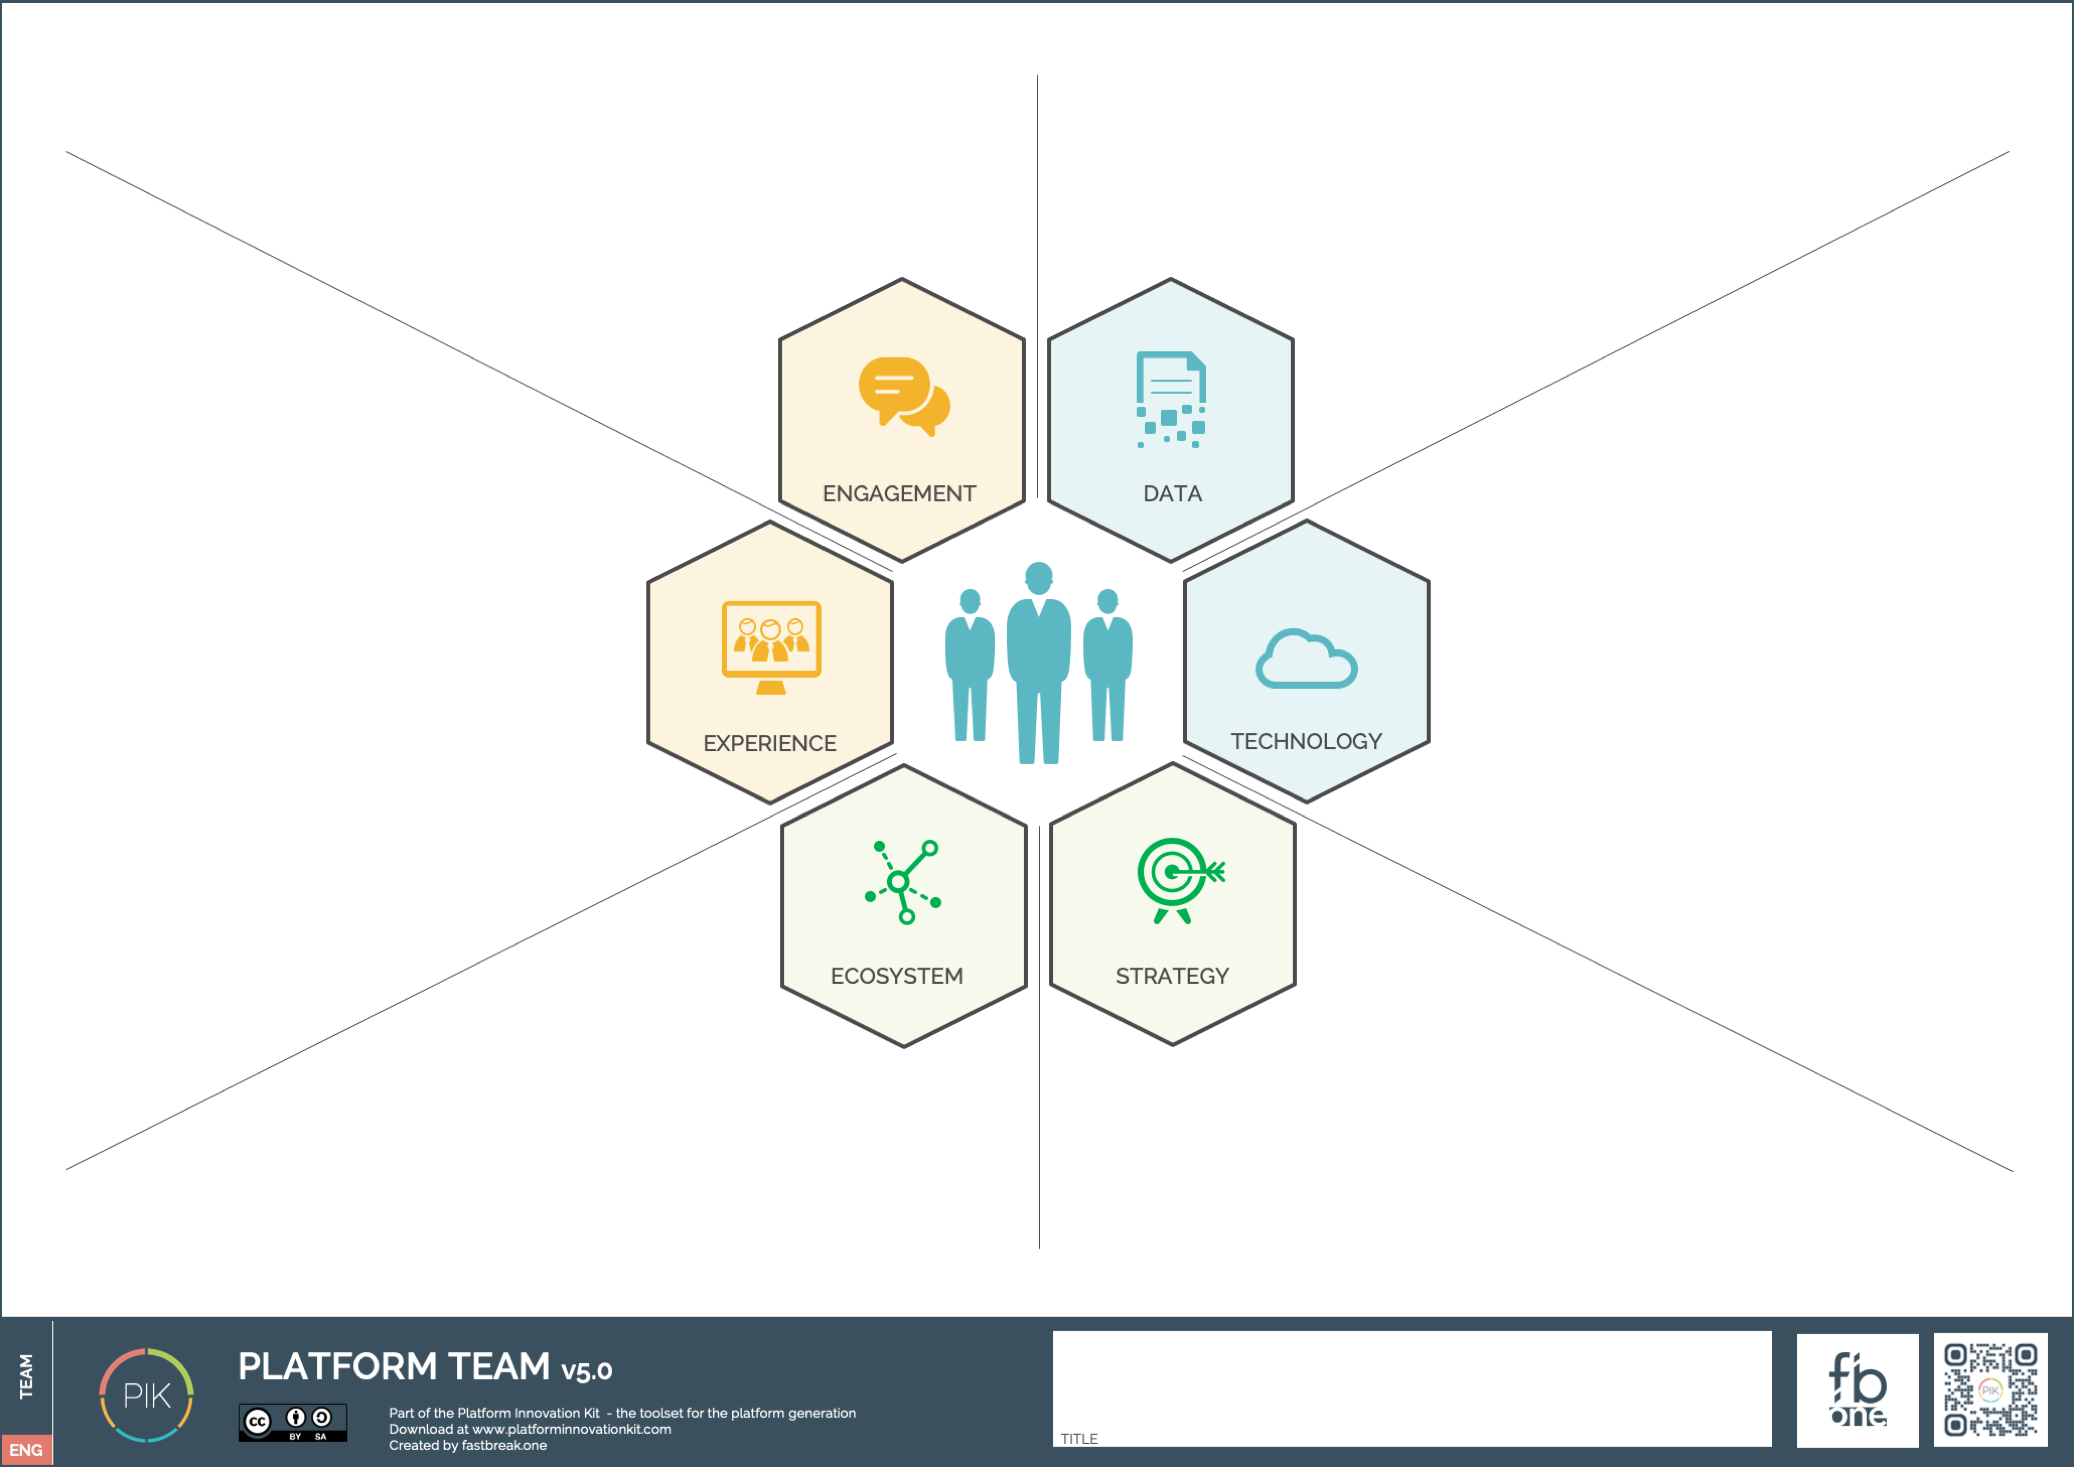 ENGAGEMENT
DATA
EXPERIENCE
TECHNOLOGY
ECOSYSTEM
STRATEGY
TEAM
ENG
PIK
PLATFORM TEAM v5.0
cc
BY SA
Part of the Platform Innovation Kit - the toolset for the platform generation
Download at www.platforminnovationkit.com
Created by fastbreak.one
TITLE
fb
one
PIK